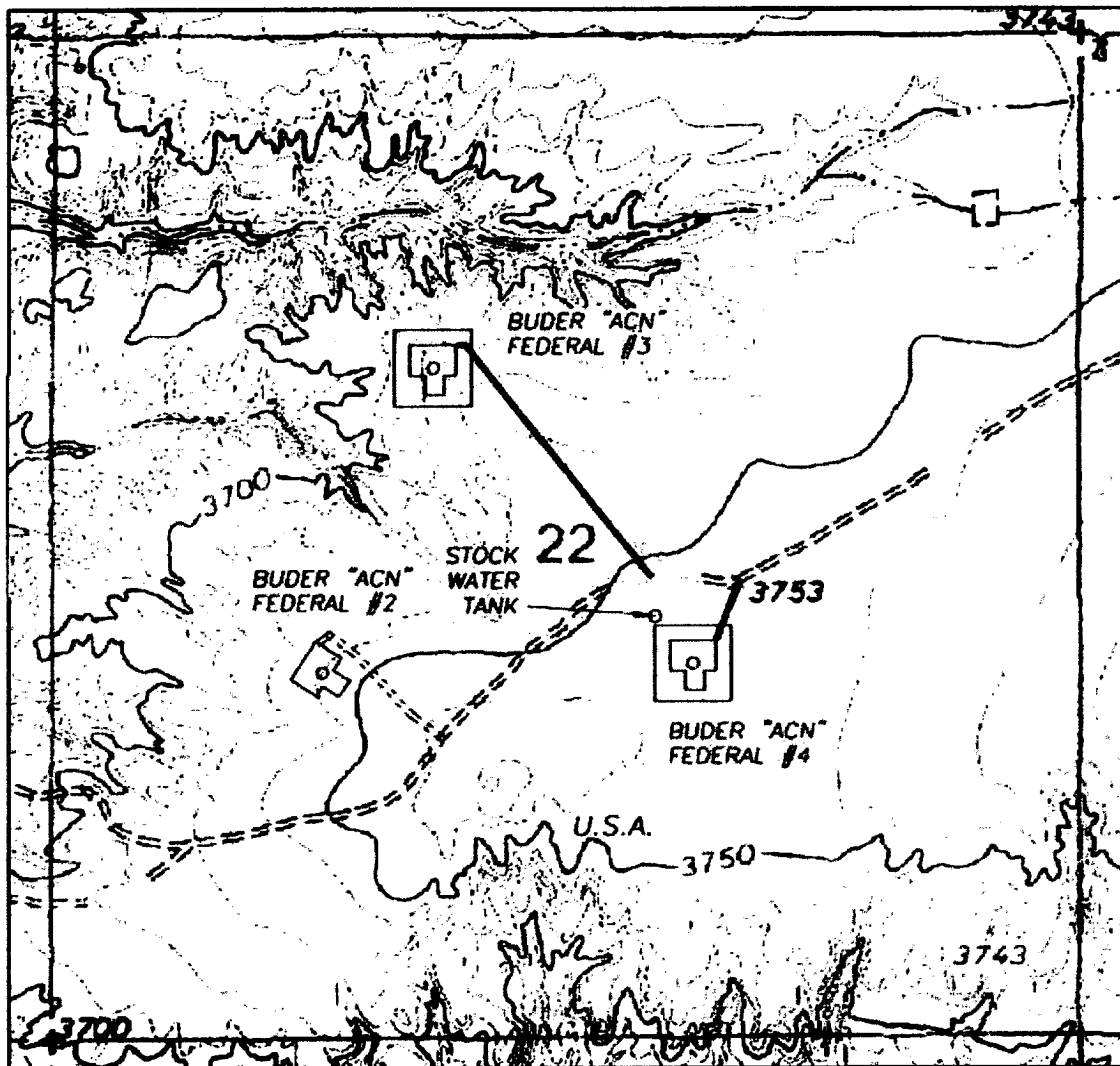 3743
BUDER "ACN"
FEDERAL #3
3700
22
STOCK
WATER
TANK
BUDER "ACN"
FEDERAL #2
3753
BUDER "ACN"
FEDERAL #4
U.S.A.
3750
3743
3700